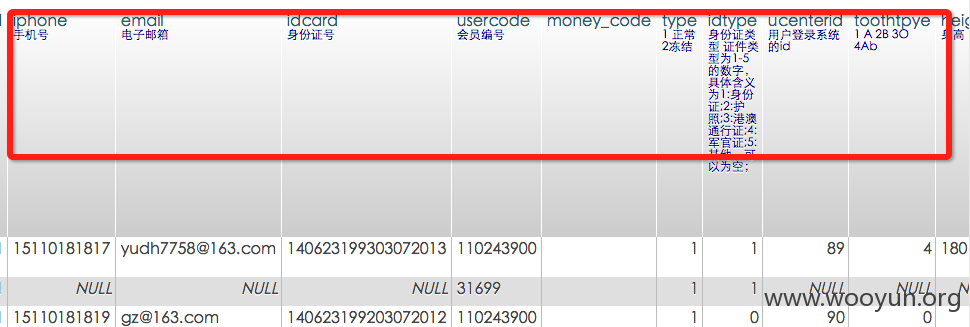 iphone email idcard usercode money_code type idtype ucenterid toothtpye heig
手机号 电子邮箱 身份证号 会员编号 1 正常 身份证类 用户登录系统 1 A 2B 3O 身高
2冻结 型 证件类 的id 4Ab
型为1-5
的数字，
具体含义
为1:身份
证;2:护
照;3:港澳
通行证;4:
军官证;5:
其他，可
以为空；
15110181817 yudh7758@163.com 140623199303072013 110243900 1 1 89 4 180
NULL NULL NULL 31699 1 1 NULL NULL N
15110181819 gz@163.com 140623199203072012 110243900 1 0 90 0
www.wooyun.org